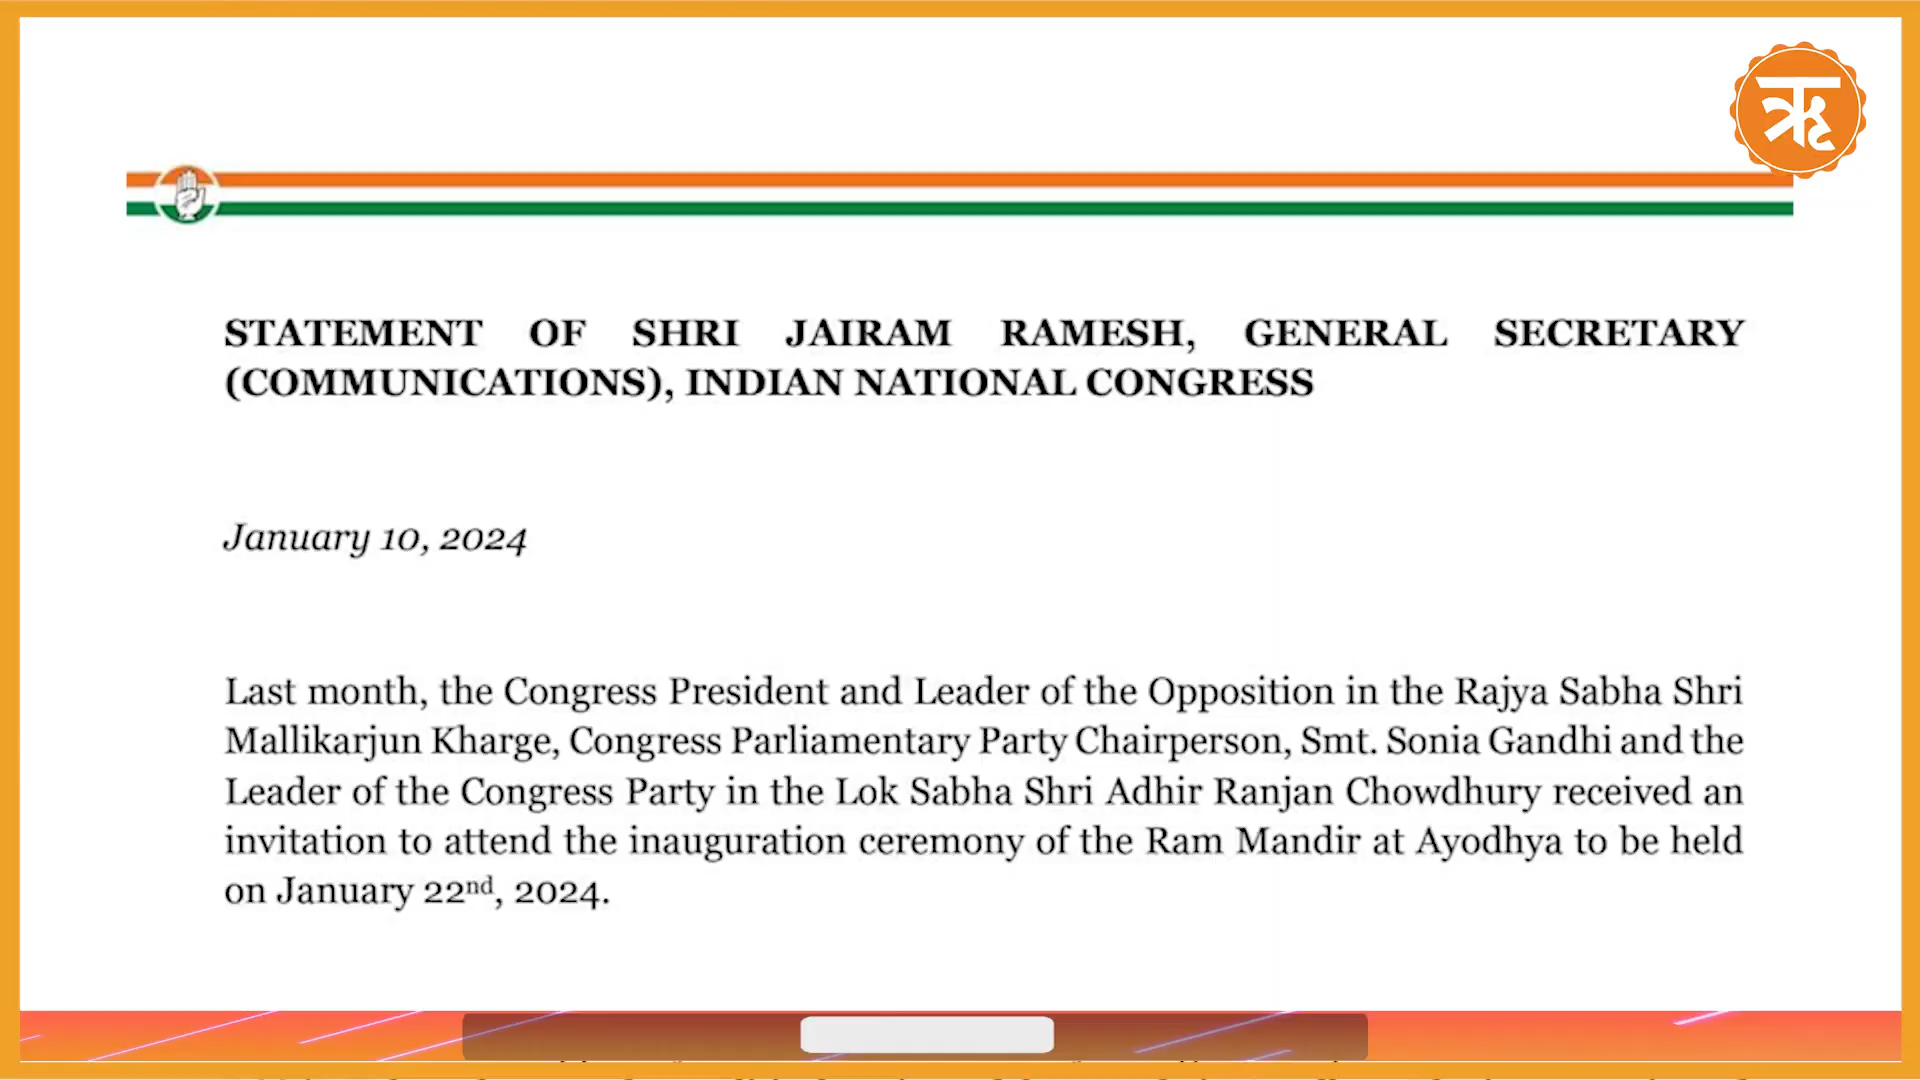 ऋ
STATEMENT OF SHRI JAIRAM RAMESH, GENERAL SECRETARY
(COMMUNICATIONS), INDIAN NATIONAL CONGRESS
January 10, 2024
Last month, the Congress President and Leader of the Opposition in the Rajya Sabha Shri
Mallikarjun Kharge, Congress Parliamentary Party Chairperson, Smt. Sonia Gandhi and the
Leader of the Congress Party in the Lok Sabha Shri Adhir Ranjan Chowdhury received an
invitation to attend the inauguration ceremony of the Ram Mandir at Ayodhya to be held
on January 22nd, 2024.